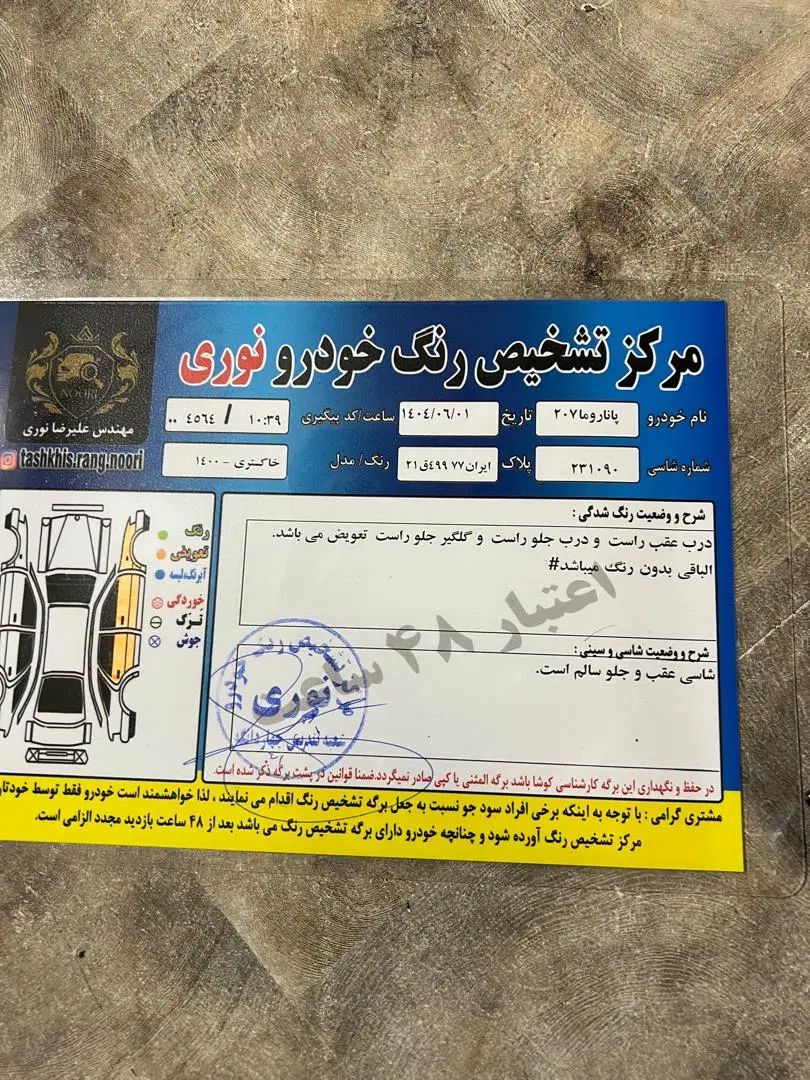 مرکز تشخیص رنگ خودرو نوری
NOORI
مهندس علیرضا نوری
tashkhis.rang.noori
نام خودرو پاناروما۲۰۷ تاریخ ۱۴۰۴/۰۶/۰۱ ساعت/کد پیگیری ۱۰:۳۹ / ٤٥٦٤ ..
شماره شاسی ۲۳۱۰۹۰ پلاک ایران۷۷ ۴۹۹ق۲۱ رنگ/ مدل خاکستری - ۱۴۰۰
شرح و وضعیت رنگ شدگی :
درب عقب راست و درب جلو راست و گلگیر جلو راست تعویض می باشد.
الباقی بدون رنگ میباشد#
رنگ
تعویض
آبرنگ،لیسه
خوردگی
ترک
جوش
اعتبار ۴۸ ساعت
شرح و وضعیت شاسی و سینی :
شاسی عقب و جلو سالم است.
تشخیص رنگ خودرو
نوری
در حفظ و نگهداری این برگه کارشناسی کوشا باشد برگه المثنی یا کپی صادر نمیگردد.ضمنا قوانین در پشت برگه ذکر شده است.
مشتری گرامی : با توجه به اینکه برخی افراد سود جو نسبت به جعل برگه تشخیص رنگ اقدام می نمایند ، لذا خواهشمند است خودرو فقط توسط
مرکز تشخیص رنگ آورده شود و چنانچه خودرو دارای برگه تشخیص رنگ می باشد بعد از ۴۸ ساعت بازدید مجدد الزامی است.